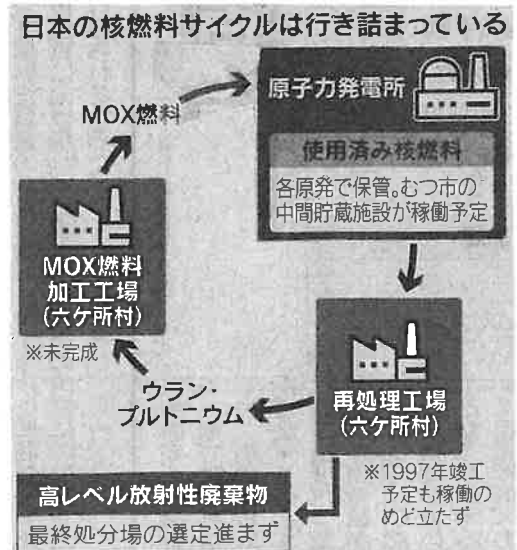 日本の核燃料サイクルは行き詰まっている
原子力発電所
使用済み核燃料
各原発で保管。むつ市の
中間貯蔵施設が稼働予定
MOX燃料
MOX燃料
加工工場
(六ケ所村)
※未完成
ウラン・
プルトニウム
再処理工場
(六ケ所村)
※1997年竣工
予定も稼働の
めど立たず
高レベル放射性廃棄物
最終処分場の選定進まず